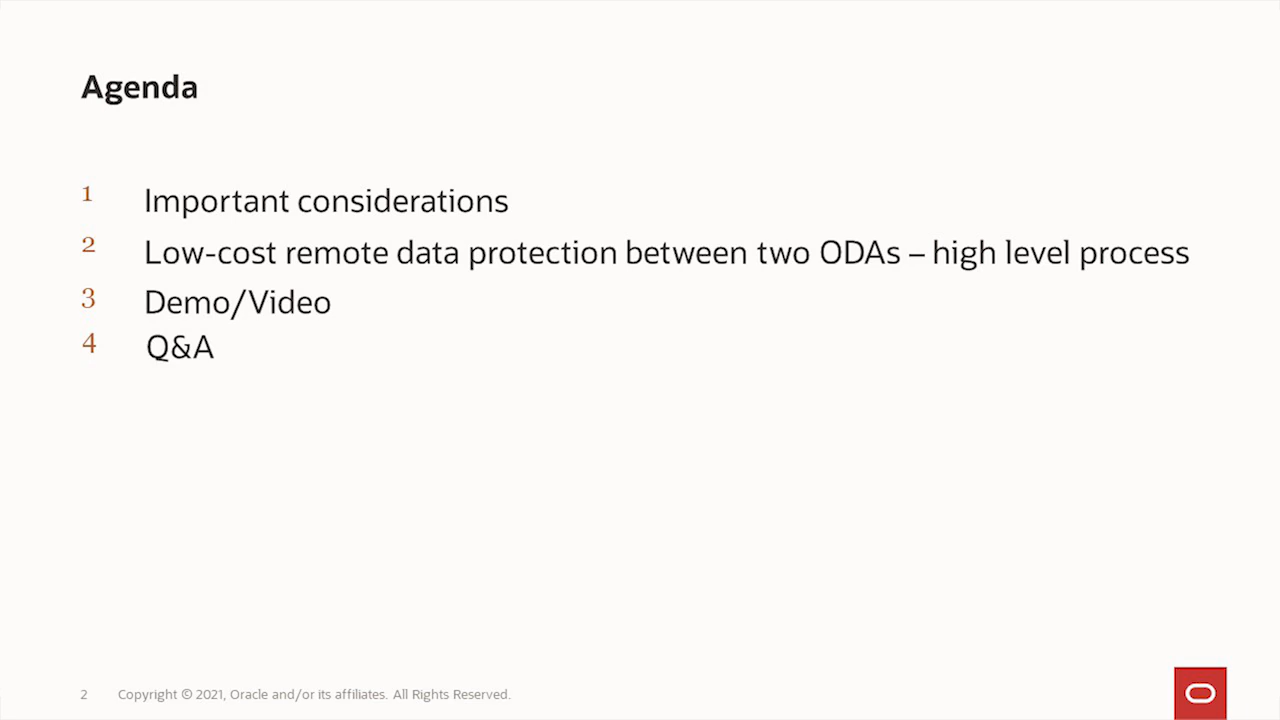 Agenda
1 Important considerations
2 Low-cost remote data protection between two ODAs – high level process
3 Demo/Video
4 Q&A
2 Copyright © 2021, Oracle and/or its affiliates. All Rights Reserved.